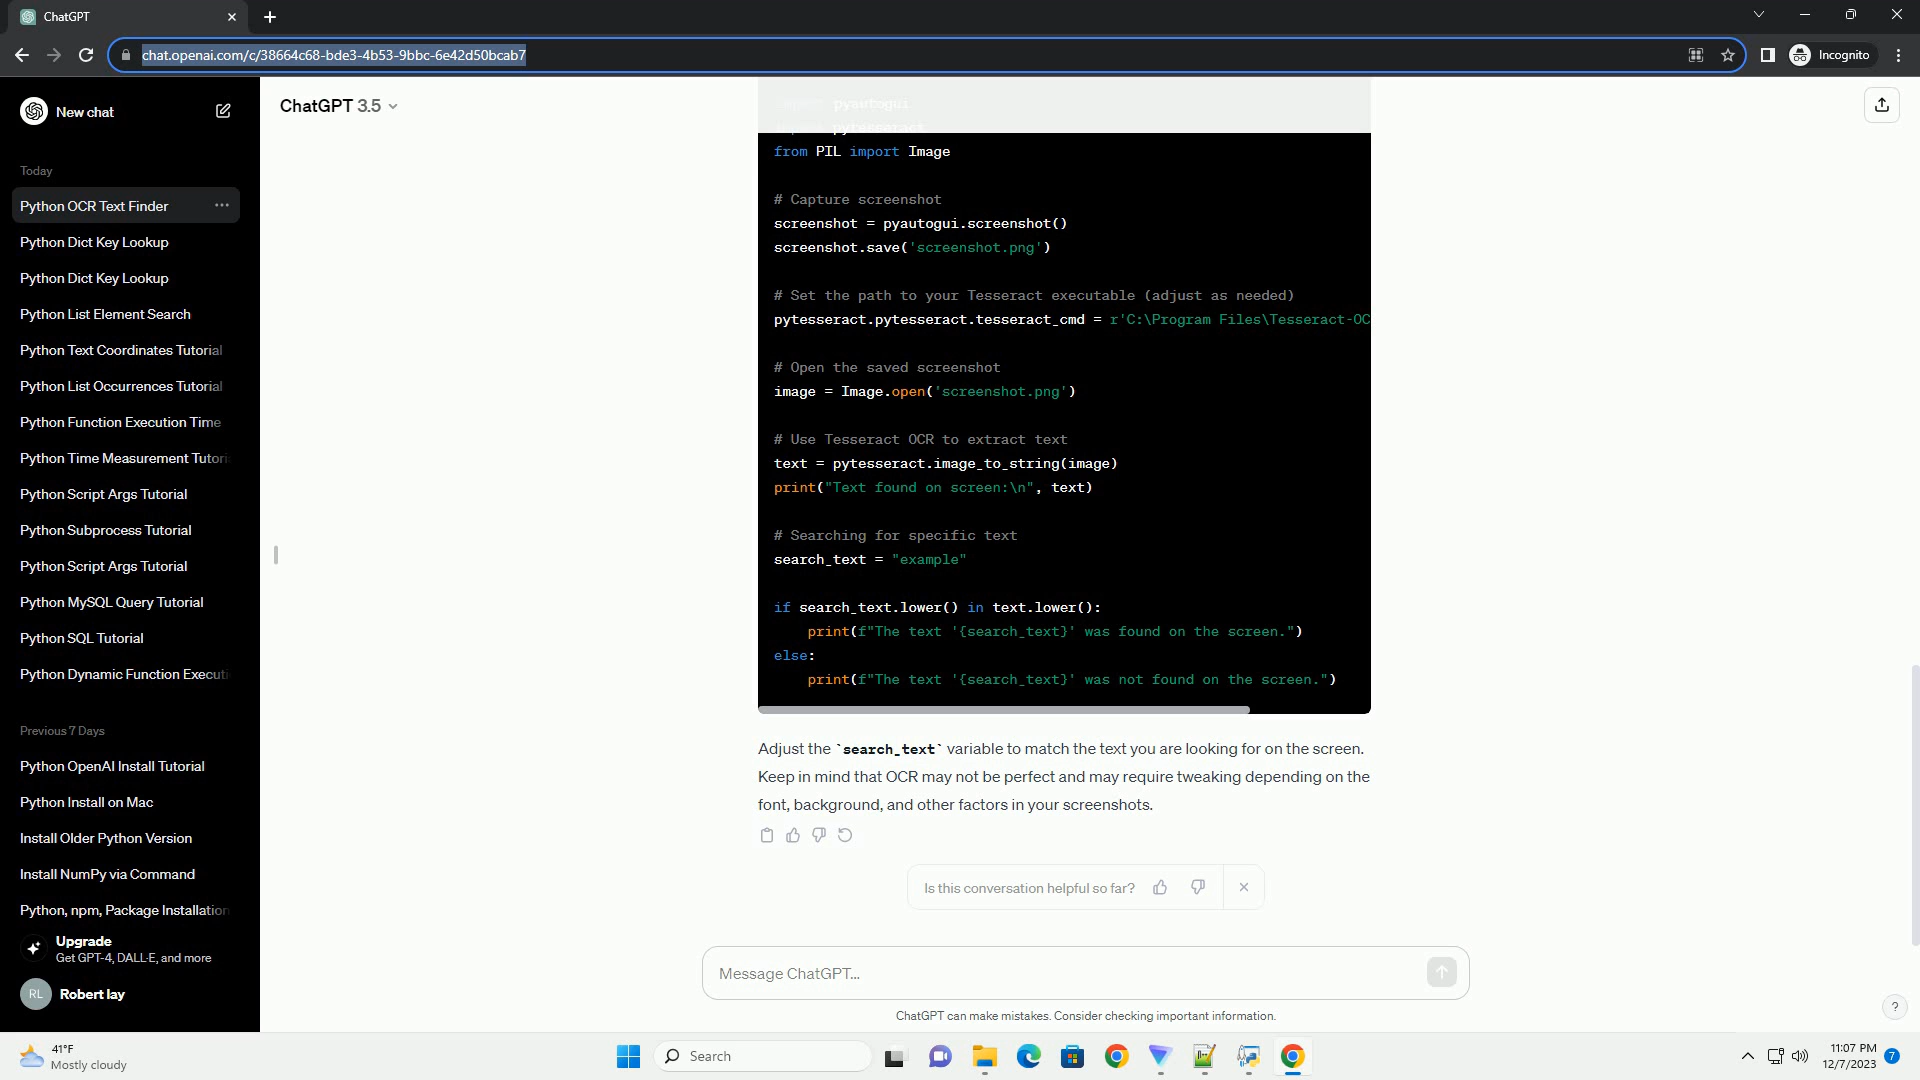 ChatGPT
chat.openai.com/c/38664c68-bde3-4b53-9bbc-6e42d50bcab7
Incognito
New chat
ChatGPT 3.5
Today
Python OCR Text Finder
Python Dict Key Lookup
Python Dict Key Lookup
Python List Element Search
Python Text Coordinates Tutorial
Python List Occurrences Tutorial
Python Function Execution Time
Python Time Measurement Tutori
Python Script Args Tutorial
Python Subprocess Tutorial
Python Script Args Tutorial
Python MySQL Query Tutorial
Python SQL Tutorial
Python Dynamic Function Executi
Previous 7 Days
Python OpenAI Install Tutorial
Python Install on Mac
Install Older Python Version
Install NumPy via Command
Python, npm, Package Installation
Upgrade
Get GPT-4, DALL·E, and more
RL
Robert lay
pyautogui
pytesseract
from PIL import Image
# Capture screenshot
screenshot = pyautogui.screenshot()
screenshot.save('screenshot.png')
# Set the path to your Tesseract executable (adjust as needed)
pytesseract.pytesseract.tesseract_cmd = r'C:\Program Files\Tesseract-OC
# Open the saved screenshot
image = Image.open('screenshot.png')
# Use Tesseract OCR to extract text
text = pytesseract.image_to_string(image)
print("Text found on screen:\n", text)
# Searching for specific text
search_text = "example"
if search_text.lower() in text.lower():
    print(f"The text '{search_text}' was found on the screen.")
else:
    print(f"The text '{search_text}' was not found on the screen.")
Adjust the `search_text` variable to match the text you are looking for on the screen.
Keep in mind that OCR may not be perfect and may require tweaking depending on the
font, background, and other factors in your screenshots.
Is this conversation helpful so far?
Message ChatGPT...
ChatGPT can make mistakes. Consider checking important information.
?
41°F
Mostly cloudy
Search
11:07 PM
12/7/2023
7